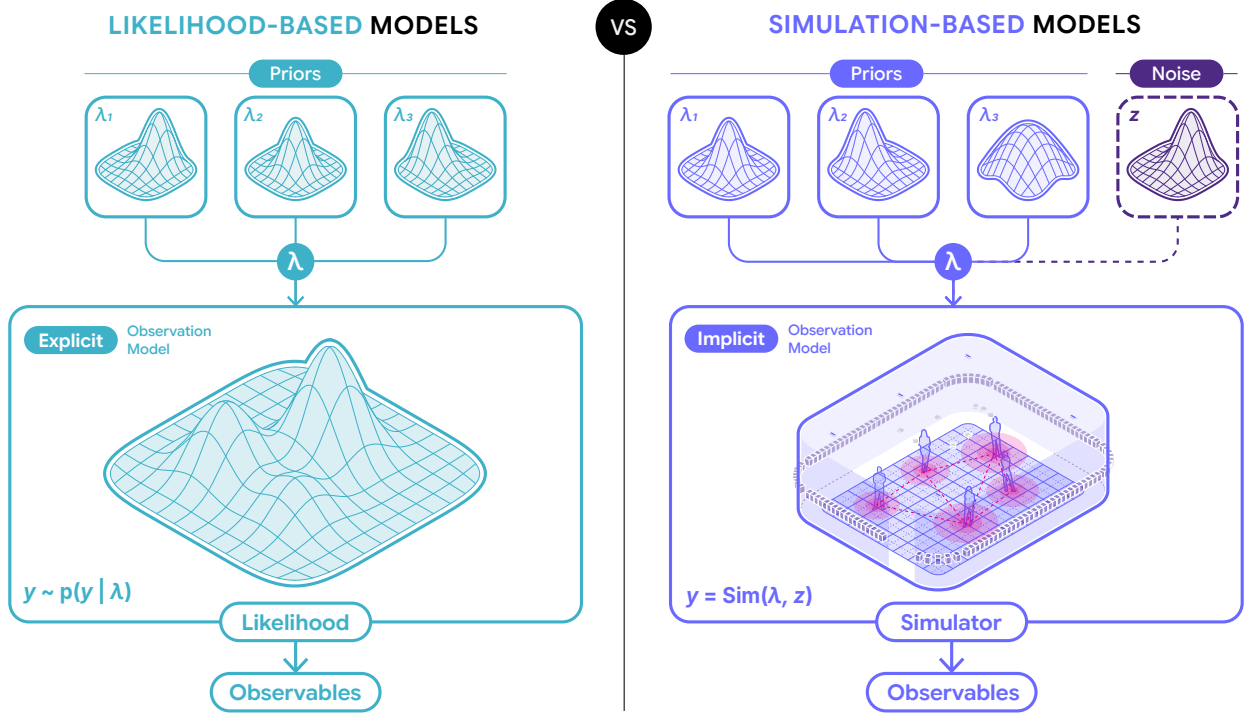 LIKELIHOOD-BASED MODELS
VS
SIMULATION-BASED MODELS
Priors
λ1
λ2
λ3
λ
Explicit
Observation
Model
y ~ p(y | λ)
Likelihood
Observables
Priors
Noise
λ1
λ2
λ3
z
λ
Implicit
Observation
Model
y = Sim(λ, z)
Simulator
Observables